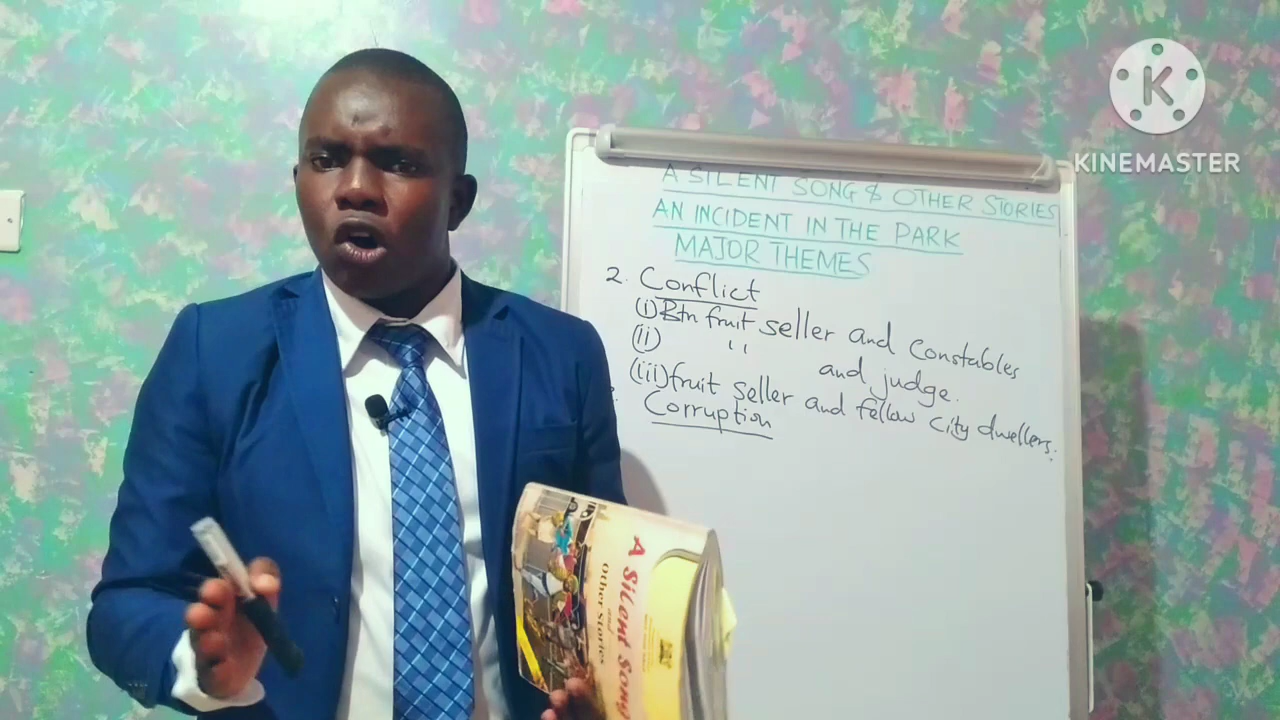 K
KINEMASTER
A SILENT SONG & OTHER STORIES
AN INCIDENT IN THE PARK
MAJOR THEMES
2. Conflict
(i) Btn fruit seller and constables
(ii) " and judge.
(iii) fruit seller and fellow city dwellers.
Corruption
A Silent Song
and
other stories